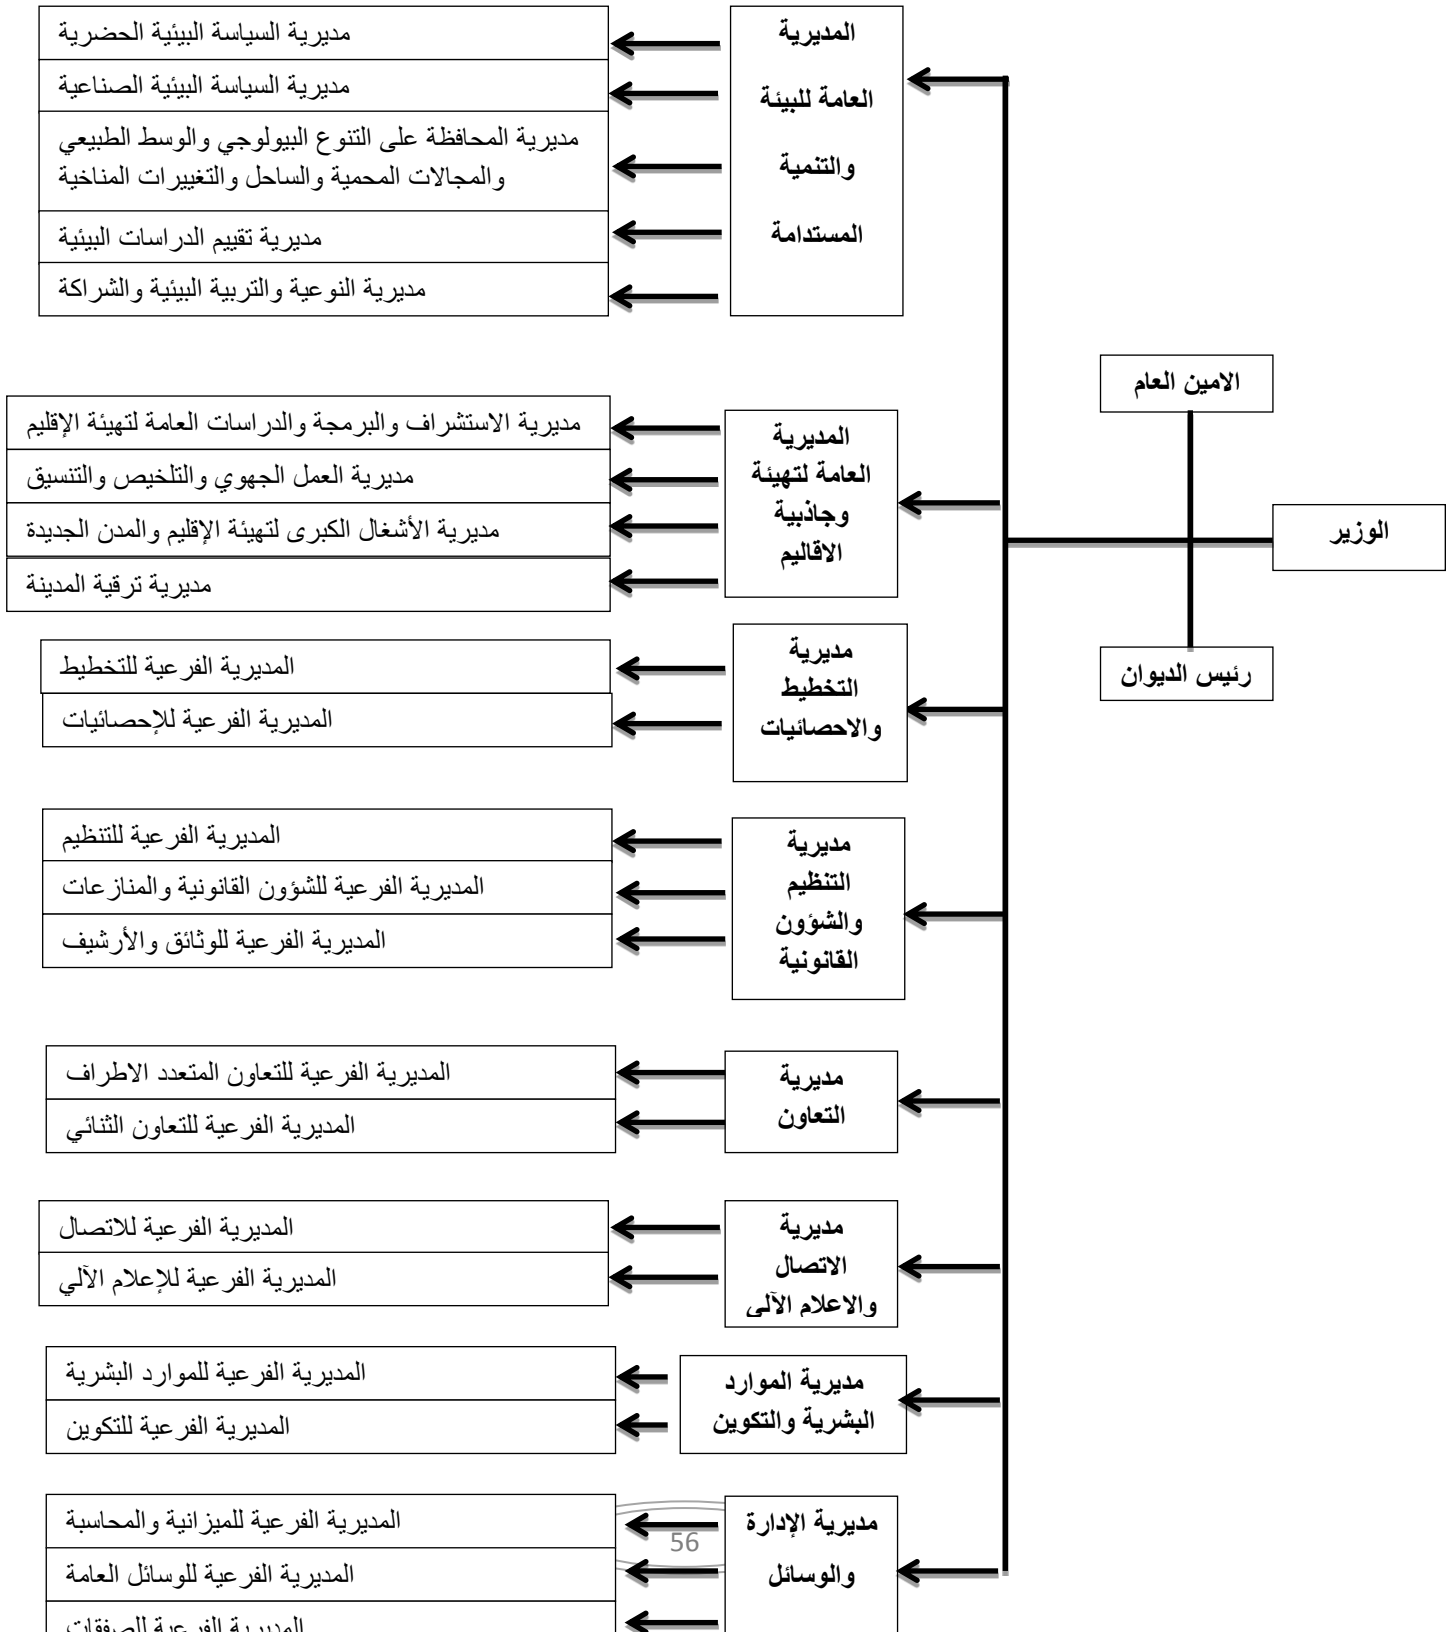 الوزير
الامين العام
رئيس الديوان
المديرية
العامة للبيئة
والتنمية
المستدامة
مديرية السياسة البيئية الحضرية
مديرية السياسة البيئية الصناعية
مديرية المحافظة على التنوع البيولوجي والوسط الطبيعي
والمجالات المحمية والساحل والتغييرات المناخية
مديرية تقييم الدراسات البيئية
مديرية النوعية والتربية البيئية والشراكة
المديرية
العامة لتهيئة
وجاذبية
الاقاليم
مديرية الاستشراف والبرمجة والدراسات العامة لتهيئة الإقليم
مديرية العمل الجهوي والتلخيص والتنسيق
مديرية الأشغال الكبرى لتهيئة الإقليم والمدن الجديدة
مديرية ترقية المدينة
مديرية
التخطيط
والاحصائيات
المديرية الفرعية للتخطيط
المديرية الفرعية للإحصائيات
مديرية
التنظيم
والشؤون
القانونية
المديرية الفرعية للتنظيم
المديرية الفرعية للشؤون القانونية والمنازعات
المديرية الفرعية للوثائق والأرشيف
مديرية
التعاون
المديرية الفرعية للتعاون المتعدد الاطراف
المديرية الفرعية للتعاون الثنائي
مديرية
الاتصال
والاعلام الآلي
المديرية الفرعية للاتصال
المديرية الفرعية للإعلام الآلي
مديرية الموارد
البشرية والتكوين
المديرية الفرعية للموارد البشرية
المديرية الفرعية للتكوين
مديرية الإدارة
والوسائل
المديرية الفرعية للميزانية والمحاسبة
المديرية الفرعية للوسائل العامة
المديرية الفرعية للصفقات
56